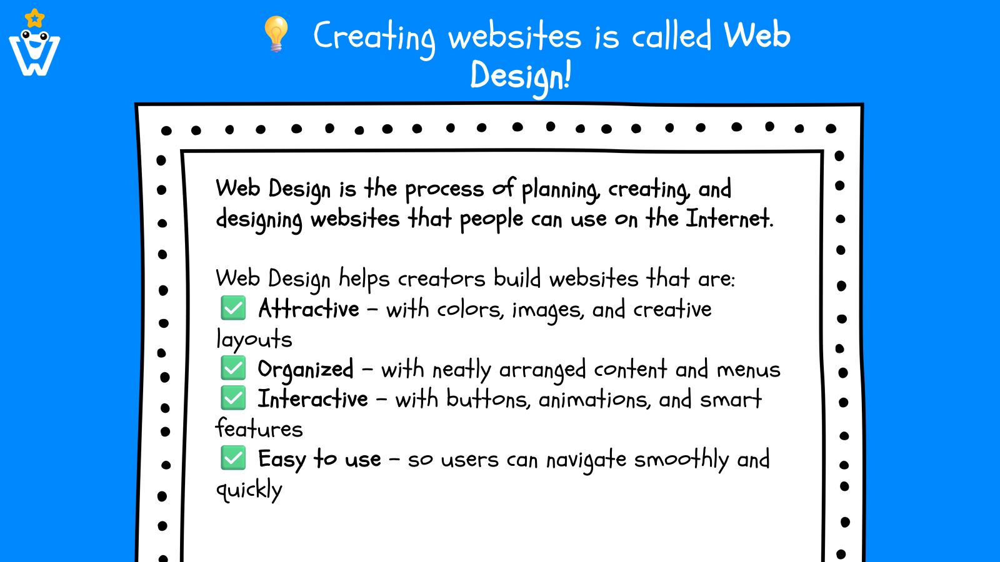 💡 Creating websites is called Web
Design!
Web Design is the process of planning, creating, and
designing websites that people can use on the Internet.
Web Design helps creators build websites that are:
✅ Attractive – with colors, images, and creative
layouts
✅ Organized – with neatly arranged content and menus
✅ Interactive – with buttons, animations, and smart
features
✅ Easy to use – so users can navigate smoothly and
quickly